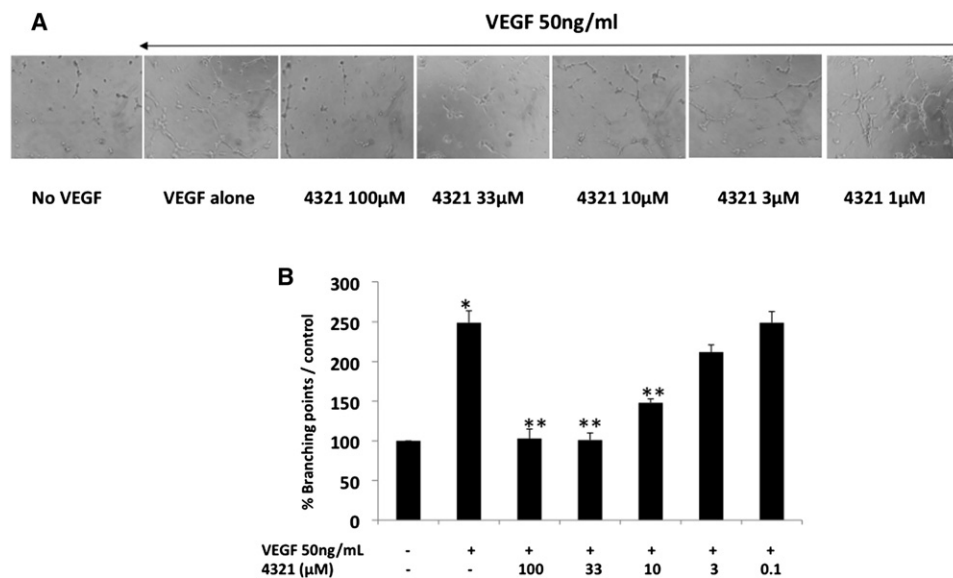 A
VEGF 50ng/ml
No VEGF VEGF alone 4321 100µM 4321 33µM 4321 10µM 4321 3µM 4321 1µM
B
% Branching points / control
300
250
200
150
100
50
0
*
** ** **
VEGF 50ng/mL - + + + + + +
4321 (µM) - - 100 33 10 3 0.1